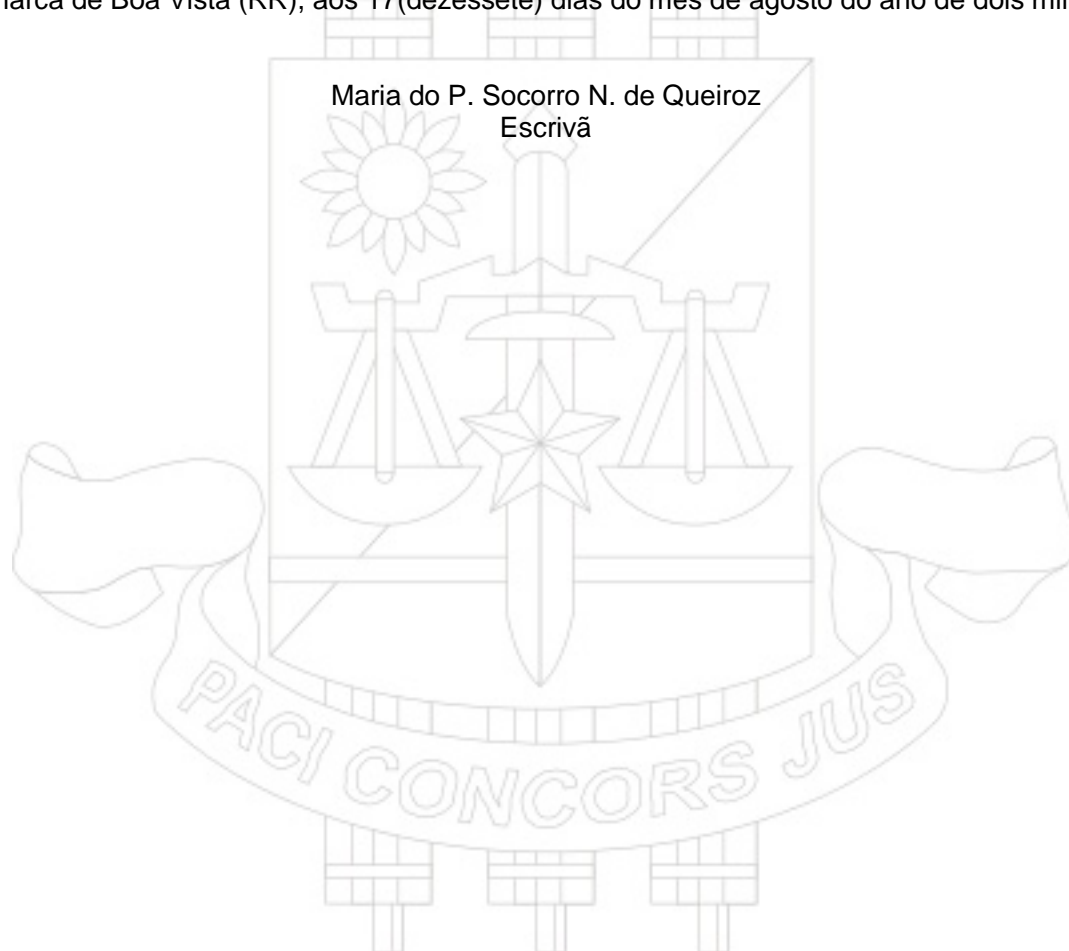 marca de Boa Vista (RR), aos 17(dezessete) dias do mês de agosto do ano de dois mil
Maria do P. Socorro N. de Queiroz
Escrivã
PACI CONCORS JUS